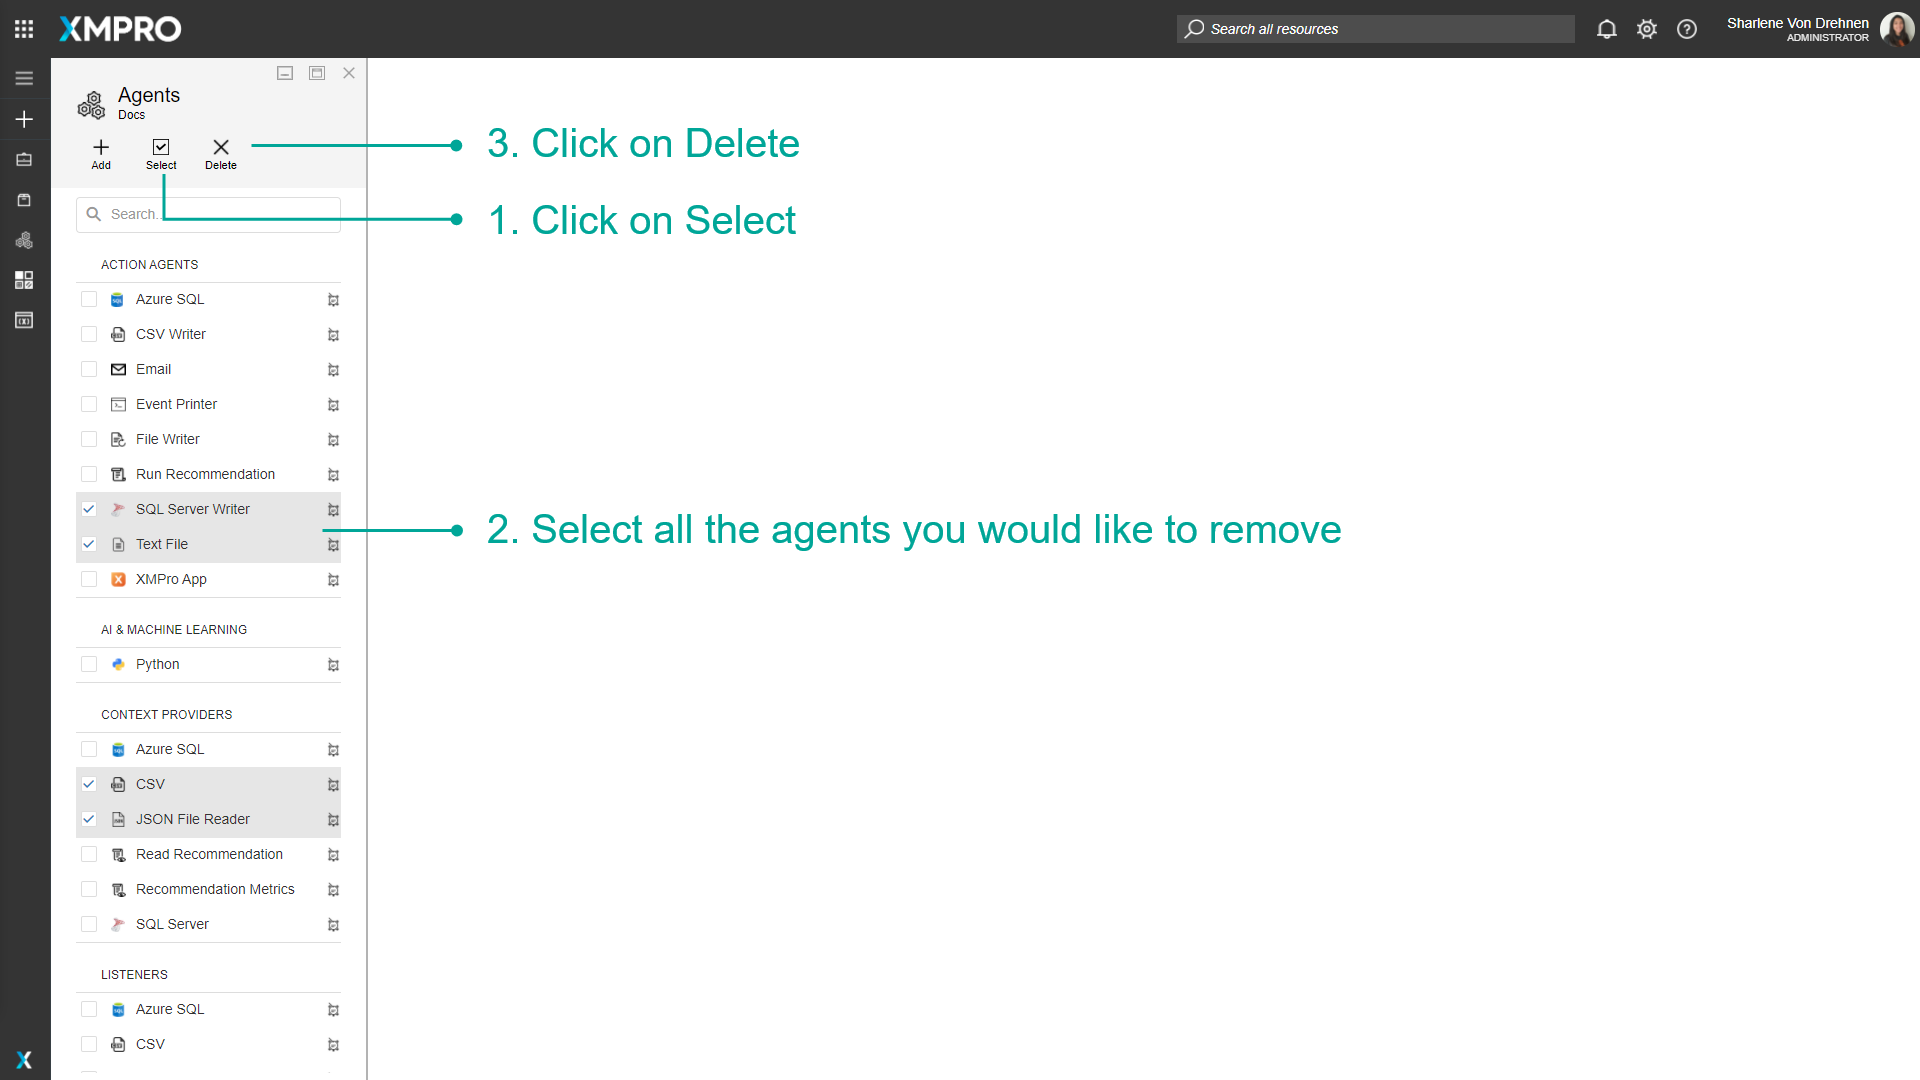 XMPRO
Search all resources
Sharlene Von Drehnen
ADMINISTRATOR
Agents
Docs
Add
Select
Delete
3. Click on Delete
1. Click on Select
Search..
ACTION AGENTS
Azure SQL
CSV Writer
Email
Event Printer
File Writer
Run Recommendation
SQL Server Writer
2. Select all the agents you would like to remove
Text File
XMPro App
AI & MACHINE LEARNING
Python
CONTEXT PROVIDERS
Azure SQL
CSV
JSON File Reader
Read Recommendation
Recommendation Metrics
SQL Server
LISTENERS
Azure SQL
CSV